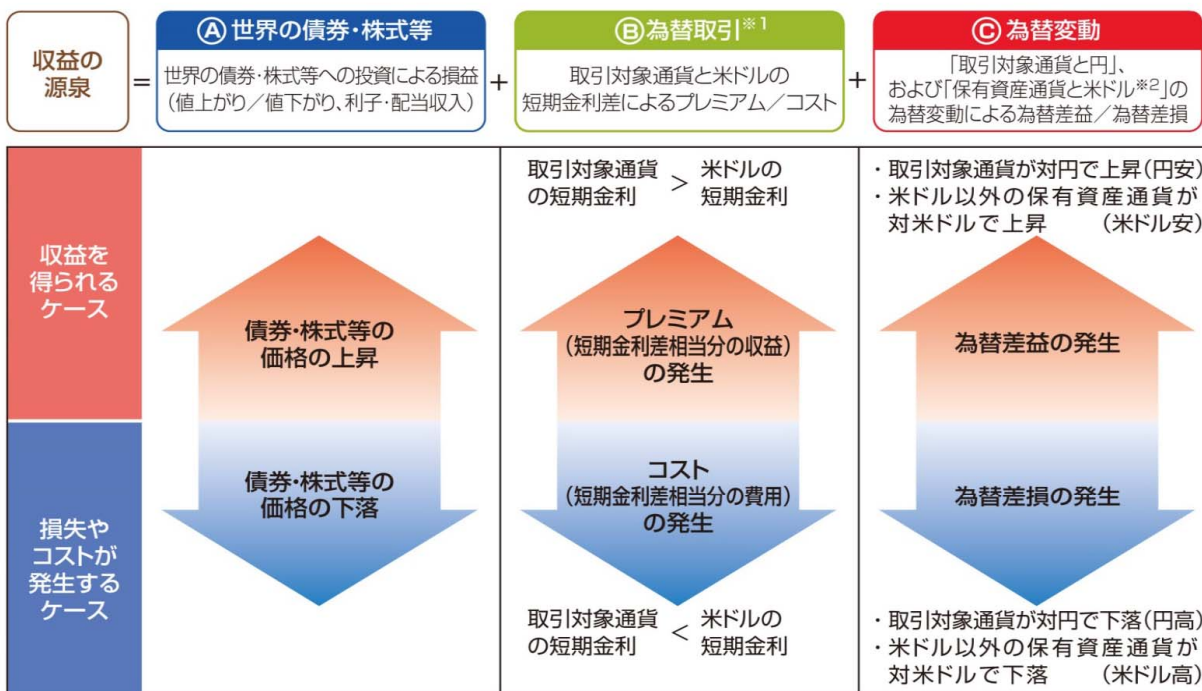 収益の
源泉
=
Ⓐ世界の債券・株式等
世界の債券・株式等への投資による損益
(値上がり/値下がり、利子・配当収入)
+
Ⓑ為替取引※1
取引対象通貨と米ドルの
短期金利差によるプレミアム/コスト
+
Ⓒ為替変動
「取引対象通貨と円」、
および「保有資産通貨と米ドル※2」の
為替変動による為替差益/為替差損
収益を
得られる
ケース
債券・株式等の
価格の上昇
取引対象通貨 > 米ドルの
の短期金利 短期金利
プレミアム
(短期金利差相当分の収益)
の発生
・取引対象通貨が対円で上昇(円安)
・米ドル以外の保有資産通貨が
対米ドルで上昇 (米ドル安)
為替差益の発生
損失や
コストが
発生する
ケース
債券・株式等の
価格の下落
コスト
(短期金利差相当分の費用)
の発生
取引対象通貨 < 米ドルの
の短期金利 短期金利
為替差損の発生
・取引対象通貨が対円で下落(円高)
・米ドル以外の保有資産通貨が
対米ドルで下落 (米ドル高)